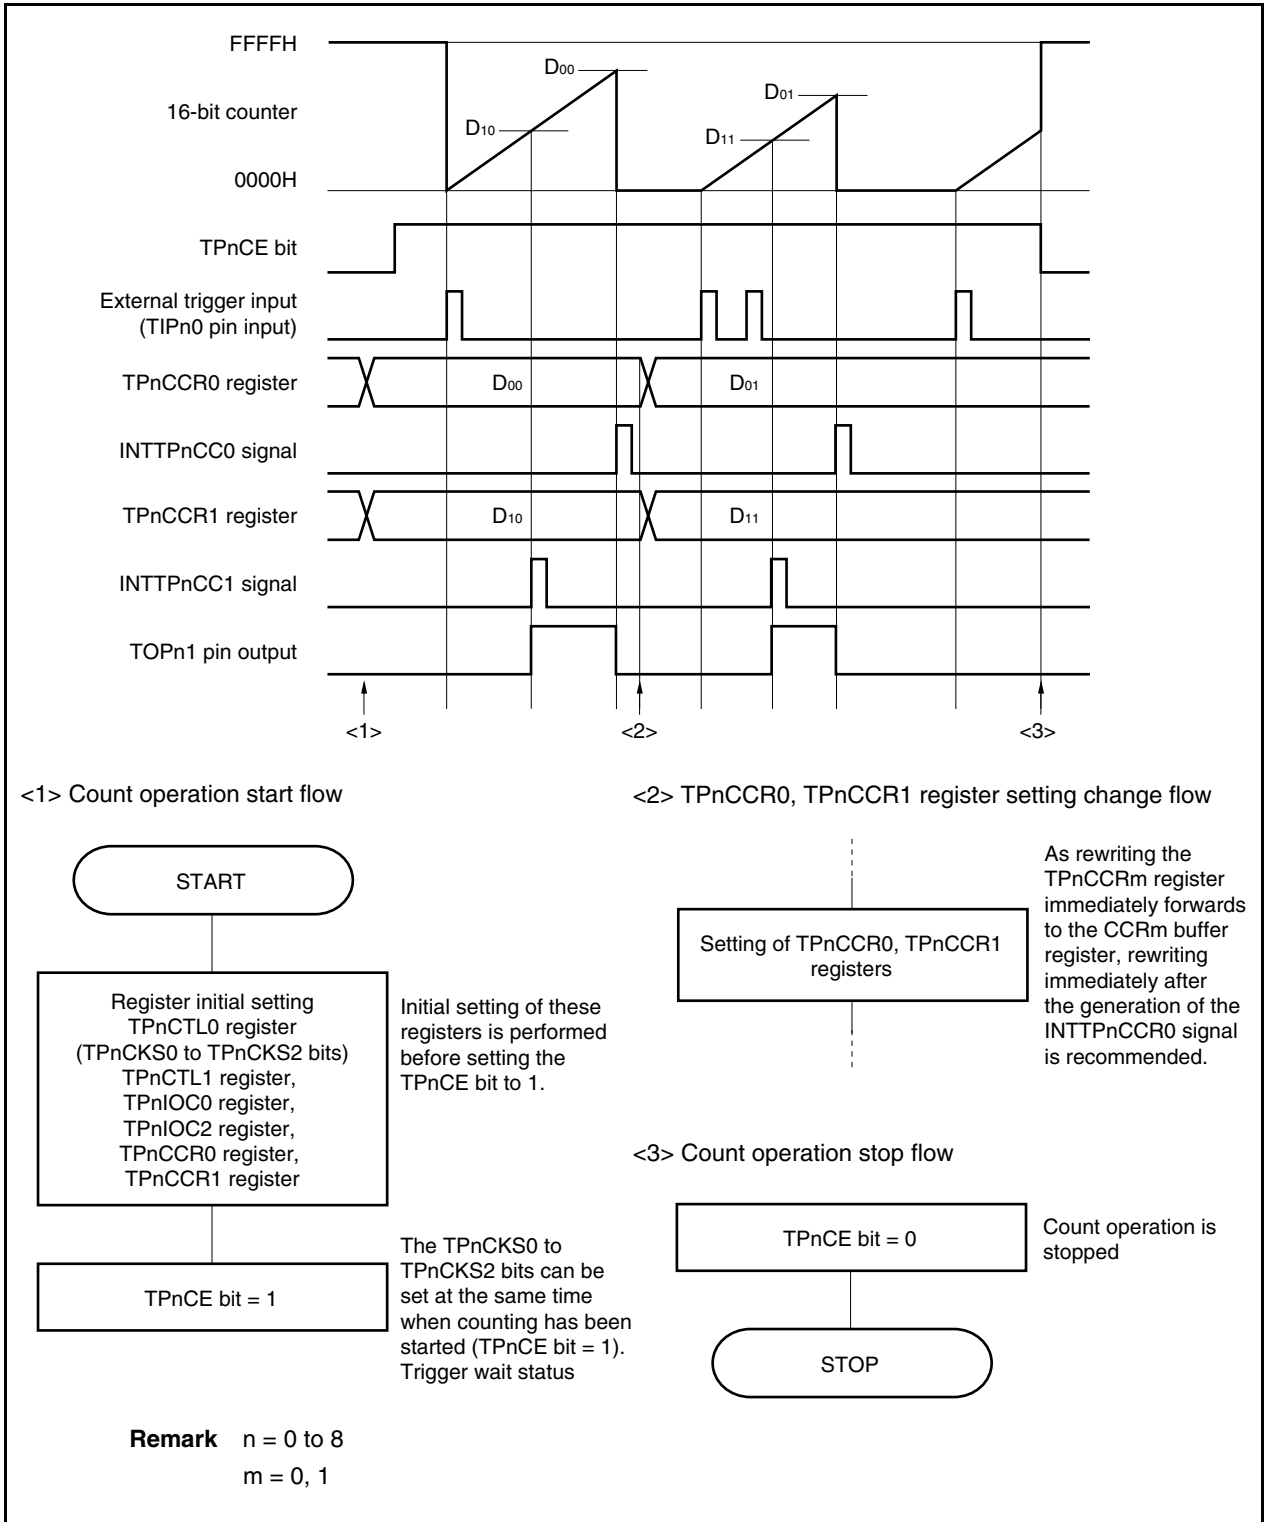 FFFFH
16-bit counter
0000H
D00
D10
D01
D11
TPnCE bit
External trigger input
(TIPn0 pin input)
TPnCCR0 register
D00
D01
INTTPnCC0 signal
TPnCCR1 register
D10
D11
INTTPnCC1 signal
TOPn1 pin output
<1>
<2>
<3>
<1> Count operation start flow
START
Register initial setting
TPnCTL0 register
(TPnCKS0 to TPnCKS2 bits)
TPnCTL1 register,
TPnIOC0 register,
TPnIOC2 register,
TPnCCR0 register,
TPnCCR1 register
Initial setting of these
registers is performed
before setting the
TPnCE bit to 1.
TPnCE bit = 1
The TPnCKS0 to
TPnCKS2 bits can be
set at the same time
when counting has been
started (TPnCE bit = 1).
Trigger wait status
<2> TPnCCR0, TPnCCR1 register setting change flow
Setting of TPnCCR0, TPnCCR1
registers
As rewriting the
TPnCCRm register
immediately forwards
to the CCRm buffer
register, rewriting
immediately after
the generation of the
INTTPnCCR0 signal
is recommended.
<3> Count operation stop flow
TPnCE bit = 0
Count operation is
stopped
STOP
Remark n = 0 to 8
m = 0, 1